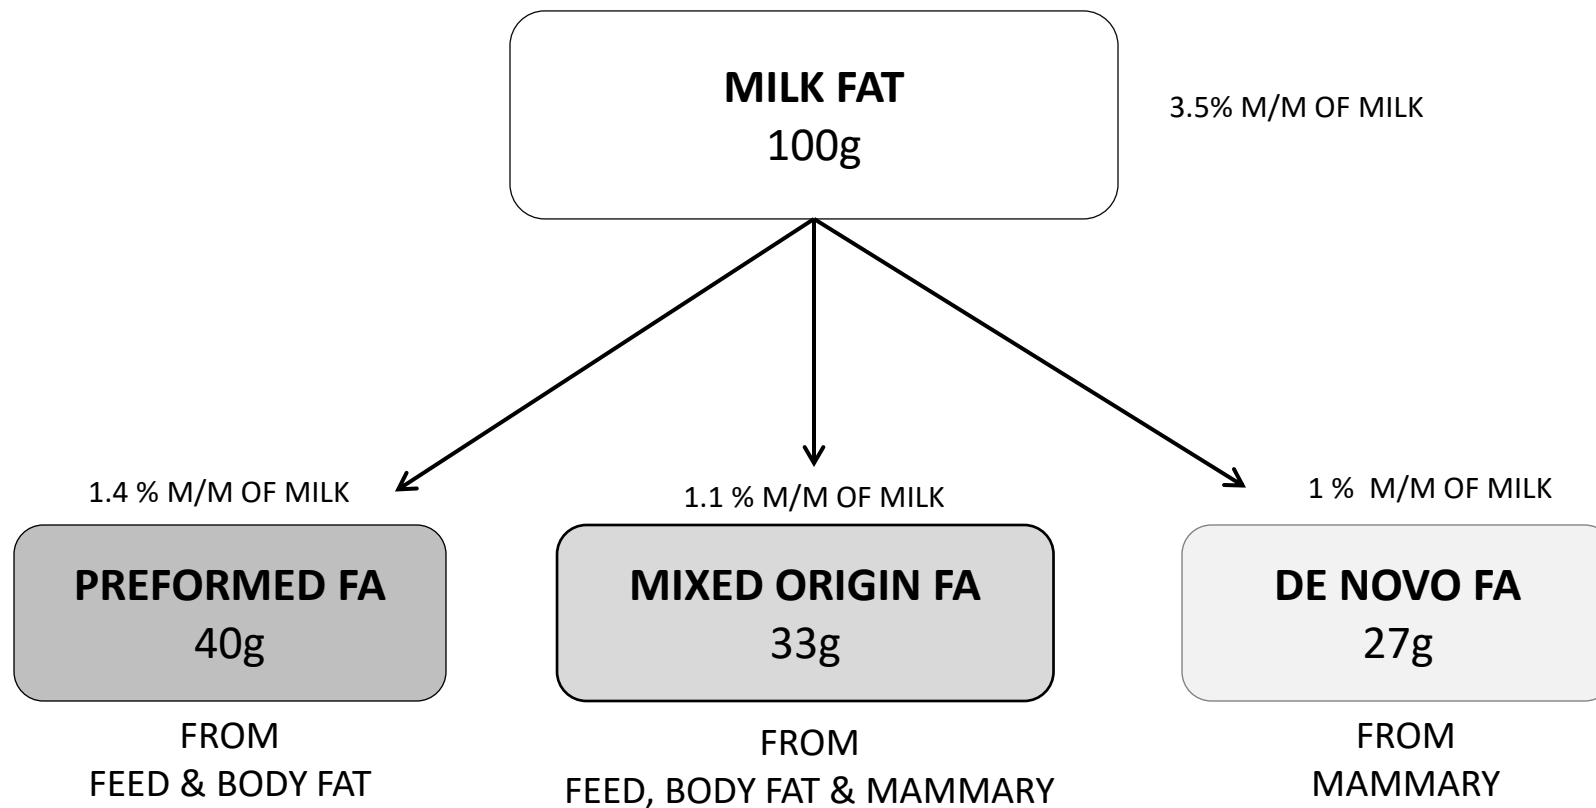 MILK FAT
100g
3.5% M/M OF MILK
1.4 % M/M OF MILK
1.1 % M/M OF MILK
1 % M/M OF MILK
PREFORMED FA
40g
MIXED ORIGIN FA
33g
DE NOVO FA
27g
FROM
FEED & BODY FAT
FROM
FEED, BODY FAT & MAMMARY
FROM
MAMMARY